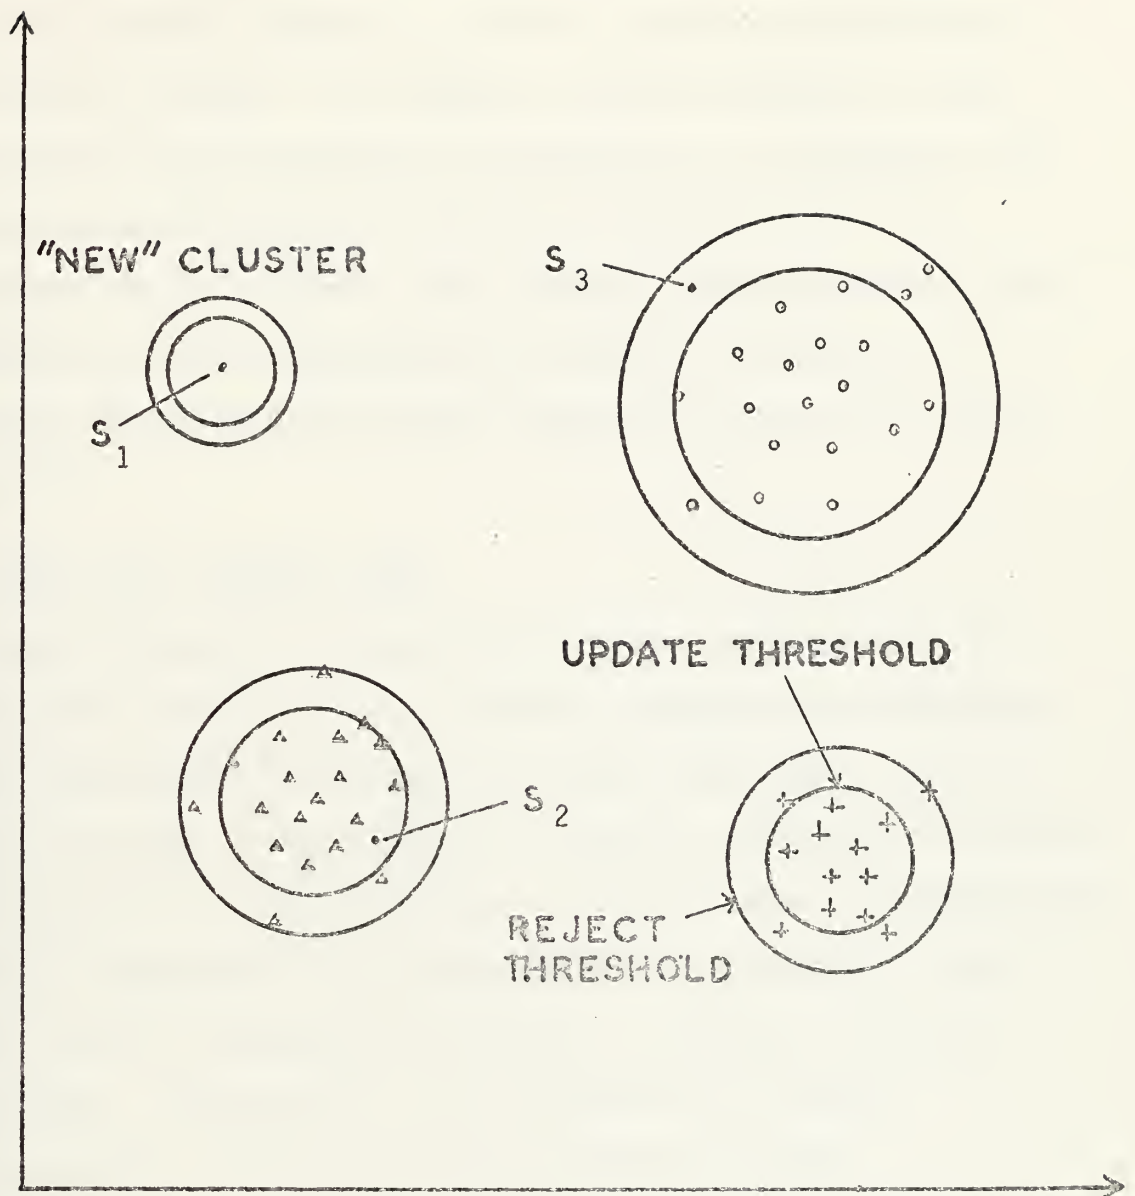 "NEW" CLUSTER
S3
S1
UPDATE THRESHOLD
S2
REJECT
THRESHOLD